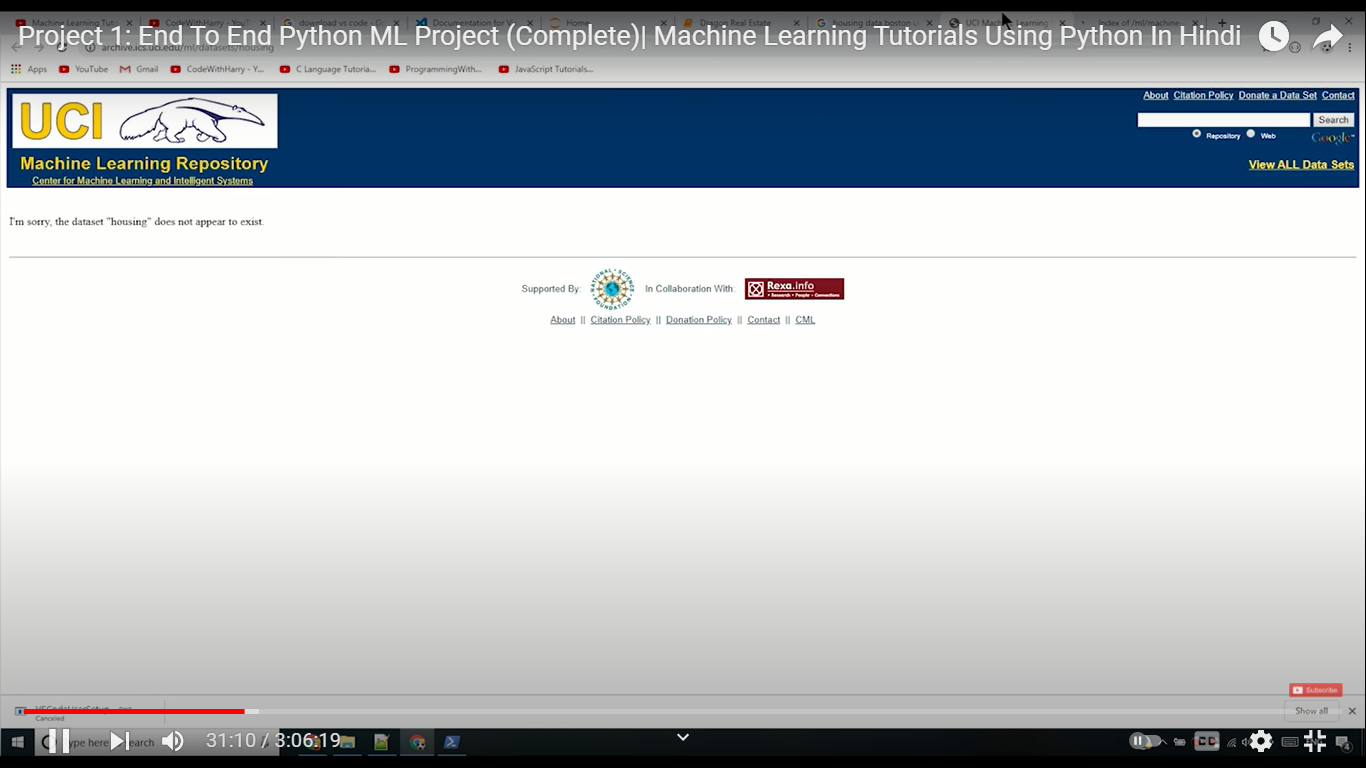 Machine Learning Tuto
CodeWithHarry - YouT
download vs code - G
Documentation for Vi
Home
Dragon Real Estate
housing data boston u
UCI Machine Learning
Index of /ml/machine-
Project 1: End To End Python ML Project (Complete)| Machine Learning Tutorials Using Python In Hindi
archive.ics.uci.edu/ml/datasets/housing
Apps YouTube Gmail CodeWithHarry - Y... C Language Tutoria... ProgrammingWith... JavaScript Tutorials...
UCI
Machine Learning Repository
Center for Machine Learning and Intelligent Systems
About Citation Policy Donate a Data Set Contact
Search
Repository Web
Google™
View ALL Data Sets
I'm sorry, the dataset "housing" does not appear to exist.
Supported By:
NATIONAL SCIENCE FOUNDATION
In Collaboration With:
Rexa.info
Research People Connections
About || Citation Policy || Donation Policy || Contact || CML
Subscribe
Canceled
Show all
ype here search
31:10 / 3:06:19
CC
4